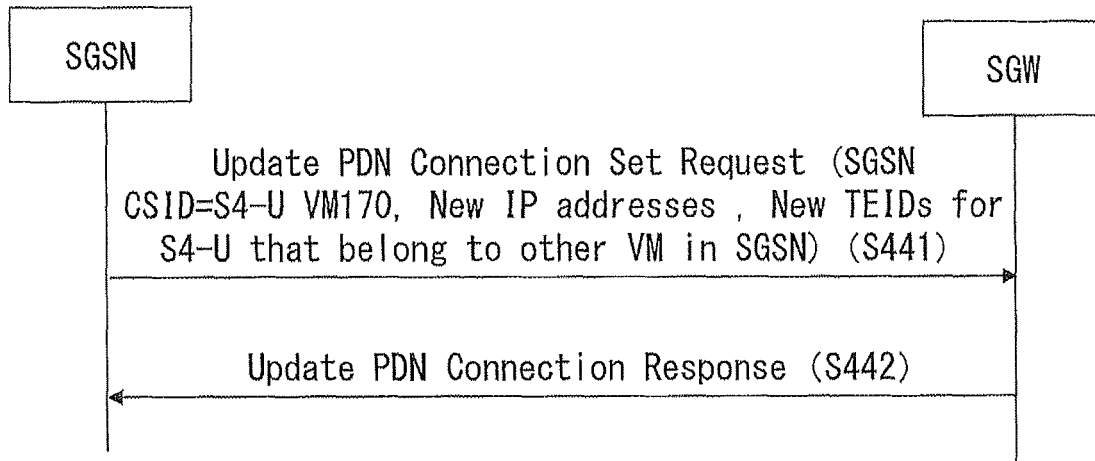 SGSN
SGW
Update PDN Connection Set Request (SGSN
CSID=S4-U VM170, New IP addresses , New TEIDs for
S4-U that belong to other VM in SGSN) (S441)
Update PDN Connection Response (S442)